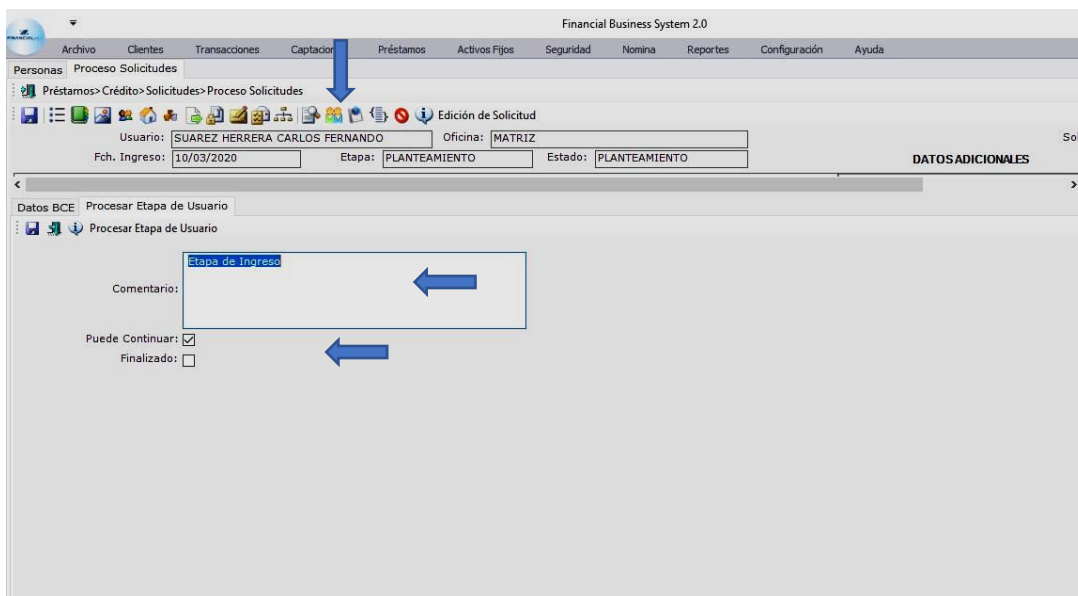 Financial Business System 2.0
FINANCIAL
Archivo Clientes Transacciones Captacion Préstamos Activos Fijos Seguridad Nomina Reportes Configuración Ayuda
Personas Proceso Solicitudes
Préstamos>Crédito>Solicitudes>Proceso Solicitudes
Edición de Solicitud
Usuario: SUAREZ HERRERA CARLOS FERNANDO Oficina: MATRIZ So
Fch. Ingreso: 10/03/2020 Etapa: PLANTEAMIENTO Estado: PLANTEAMIENTO DATOS ADICIONALES
Datos BCE Procesar Etapa de Usuario
Procesar Etapa de Usuario
Etapa de Ingreso
Comentario:
Puede Continuar:
Finalizado: